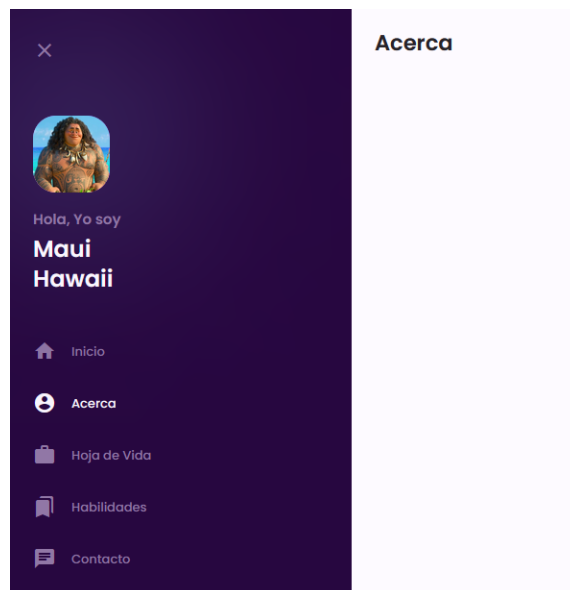 Hola, Yo soy
Maui
Hawaii
Inicio
Acerca
Hoja de Vida
Habilidades
Contacto
Acerca